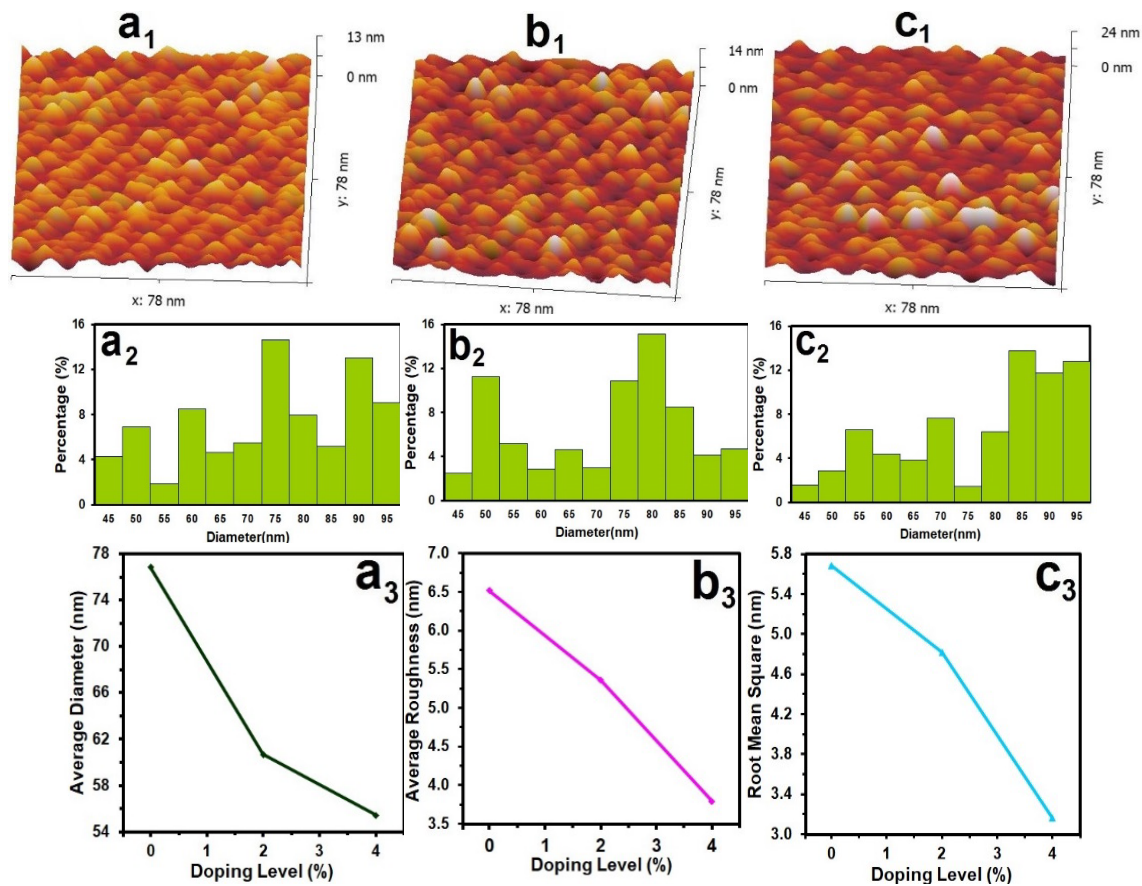 a1
13 nm
0 nm
y: 78 nm
x: 78 nm
b1
14 nm
0 nm
y: 78 nm
x: 78 nm
c1
24 nm
0 nm
y: 78 nm
x: 78 nm
a2
Percentage (%)
16
12
8
4
0
45 50 55 60 65 70 75 80 85 90 95
Diameter(nm)
b2
Percentage (%)
16
12
8
4
0
45 50 55 60 65 70 75 80 85 90 95
Diameter(nm)
c2
Percentage (%)
16
12
8
4
0
45 50 55 60 65 70 75 80 85 90 95
Diameter(nm)
a3
Average Diameter (nm)
78
74
70
66
62
58
54
0 1 2 3 4
Doping Level (%)
b3
Average Roughness (nm)
7.0
6.5
6.0
5.5
5.0
4.5
4.0
3.5
0 1 2 3 4
Doping Level (%)
c3
Root Mean Square (nm)
5.8
5.4
5.0
4.6
4.2
3.8
3.4
3.0
0 1 2 3 4
Doping Level (%)